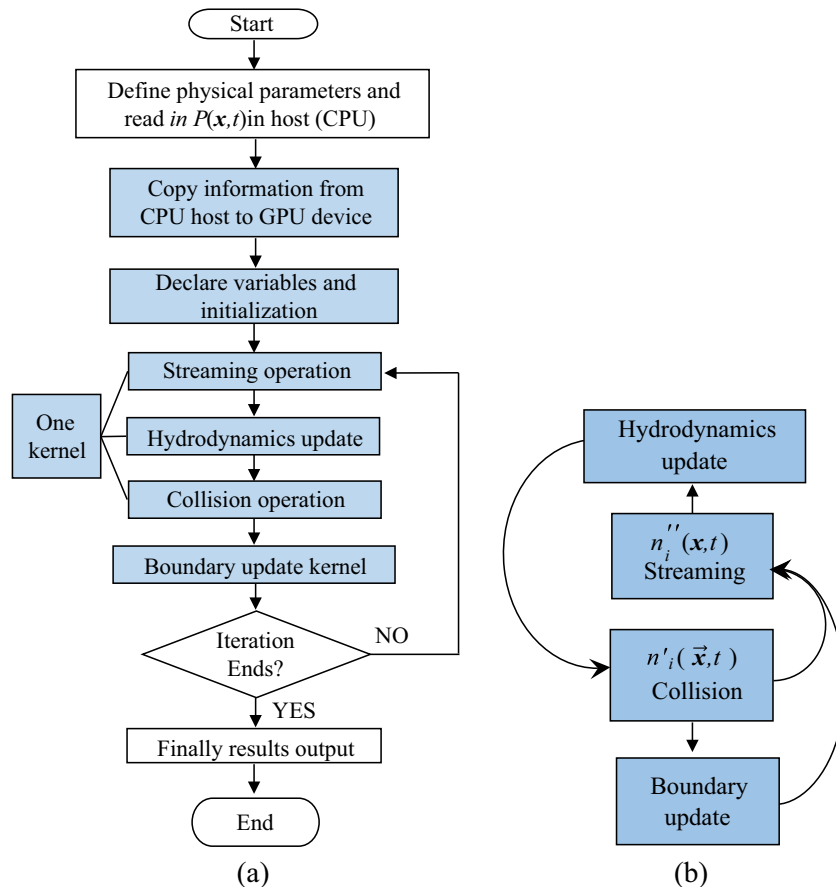 Start
Define physical parameters and
read in P(x,t)in host (CPU)
Copy information from
CPU host to GPU device
Declare variables and
initialization
Streaming operation
One
kernel
Hydrodynamics update
Collision operation
Boundary update kernel
Iteration
Ends?
NO
YES
Finally results output
End
(a)
Hydrodynamics
update
n_i''(x,t)
Streaming
n'_i(x⃗,t)
Collision
Boundary
update
(b)